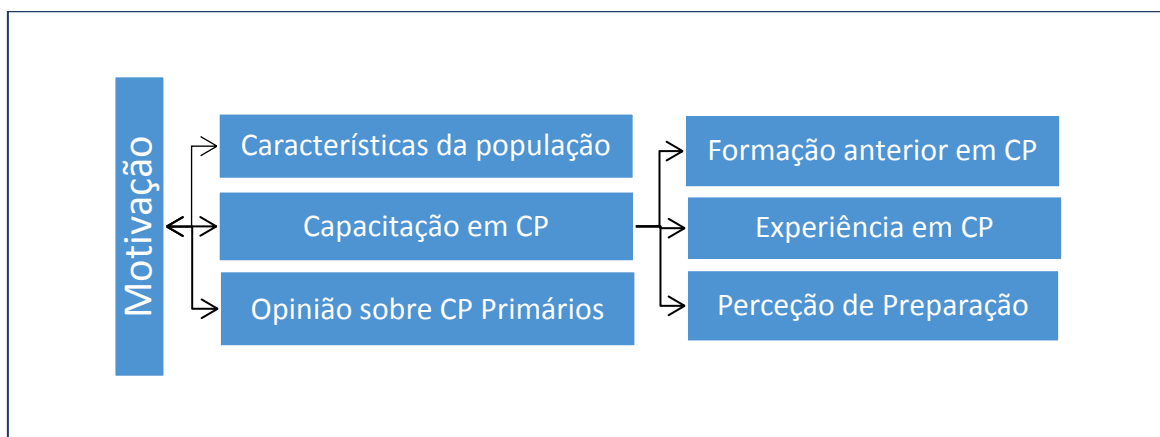 Motivação
Características da população
Capacitação em CP
Opinião sobre CP Primários
Formação anterior em CP
Experiência em CP
Perceção de Preparação